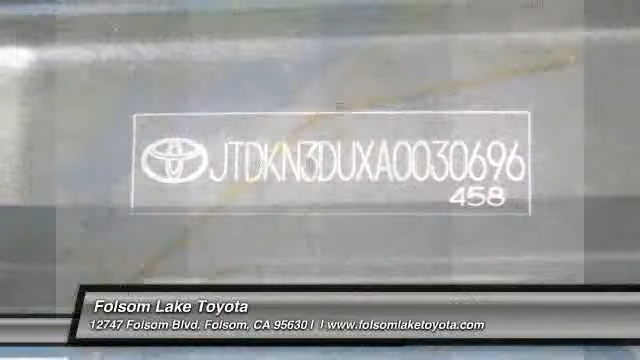 JTDKN3DUXA0030696
458
Folsom Lake Toyota
12747 Folsom Blvd. Folsom, CA 95630 | | www.folsomlaketoyota.com